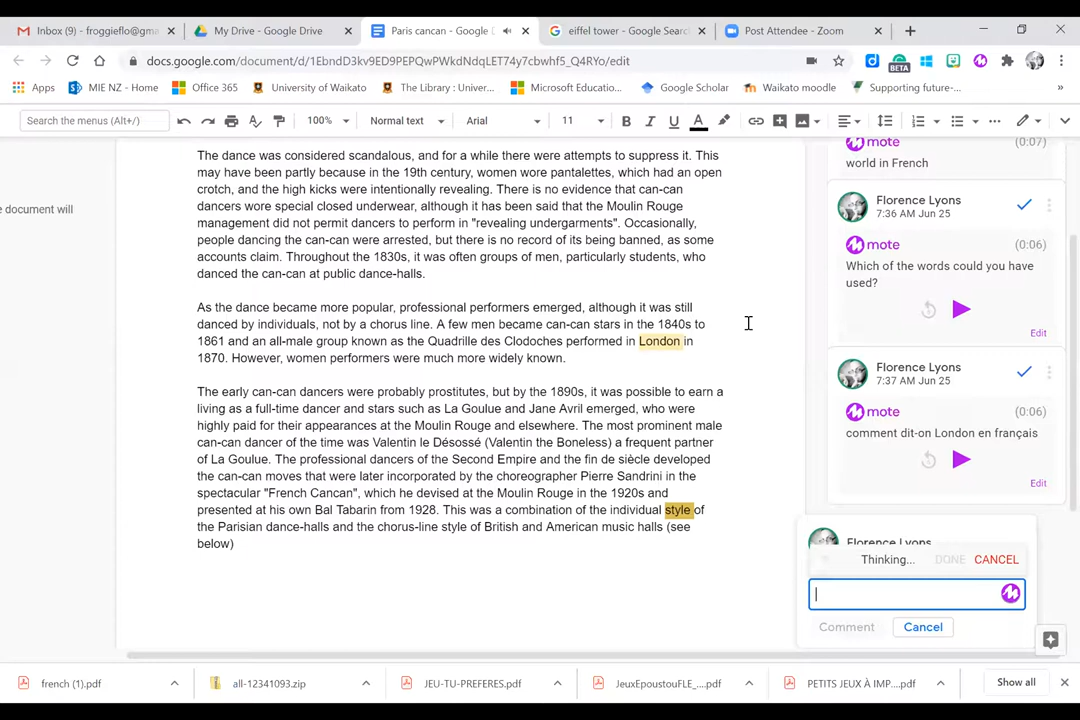 Inbox (9) - froggieflo@gma
My Drive - Google Drive
Paris cancan - Google D
eiffel tower - Google Search
Post Attendee - Zoom
docs.google.com/document/d/1EbndD3kv9ED9PEPQwPWkdNdqLET74y7cbwhf5_Q4RYo/edit
BETA
Apps
MIE NZ - Home
Office 365
University of Waikato
The Library : Univer...
Microsoft Educatio...
Google Scholar
Waikato moodle
Supporting futur-...
Search the menus (Alt+/)
100%
Normal text
Arial
11
B I U A
The dance was considered scandalous, and for a while there were attempts to suppress it. This
may have been partly because in the 19th century, women wore pantalettes, which had an open
crotch, and the high kicks were intentionally revealing. There is no evidence that can-can
dancers wore special closed underwear, although it has been said that the Moulin Rouge
management did not permit dancers to perform in "revealing undergarments". Occasionally,
people dancing the can-can were arrested, but there is no record of its being banned, as some
accounts claim. Throughout the 1830s, it was often groups of men, particularly students, who
danced the can-can at public dance-halls.
As the dance became more popular, professional performers emerged, although it was still
danced by individuals, not by a chorus line. A few men became can-can stars in the 1840s to
1861 and an all-male group known as the Quadrille des Clodoches performed in London in
1870. However, women performers were much more widely known.
The early can-can dancers were probably prostitutes, but by the 1890s, it was possible to earn a
living as a full-time dancer and stars such as La Goulue and Jane Avril emerged, who were
highly paid for their appearances at the Moulin Rouge and elsewhere. The most prominent male
can-can dancer of the time was Valentin le Désossé (Valentin the Boneless) a frequent partner
of La Goulue. The professional dancers of the Second Empire and the fin de siècle developed
the can-can moves that were later incorporated by the choreographer Pierre Sandrini in the
spectacular "French Cancan", which he devised at the Moulin Rouge in the 1920s and
presented at his own Bal Tabarin from 1928. This was a combination of the individual style of
the Parisian dance-halls and the chorus-line style of British and American music halls (see
below)
e document will
mote (0:07)
world in French
Florence Lyons
7:36 AM Jun 25
mote (0:06)
Which of the words could you have
used?
Edit
Florence Lyons
7:37 AM Jun 25
mote (0:06)
comment dit-on London en français
Edit
Florence Lyons
Thinking... DONE CANCEL
Comment Cancel
french (1).pdf
all-12341093.zip
JEU-TU-PREFERES.pdf
JeuxEpoustouFLE_....pdf
PETITS JEUX À IMP....pdf
Show all